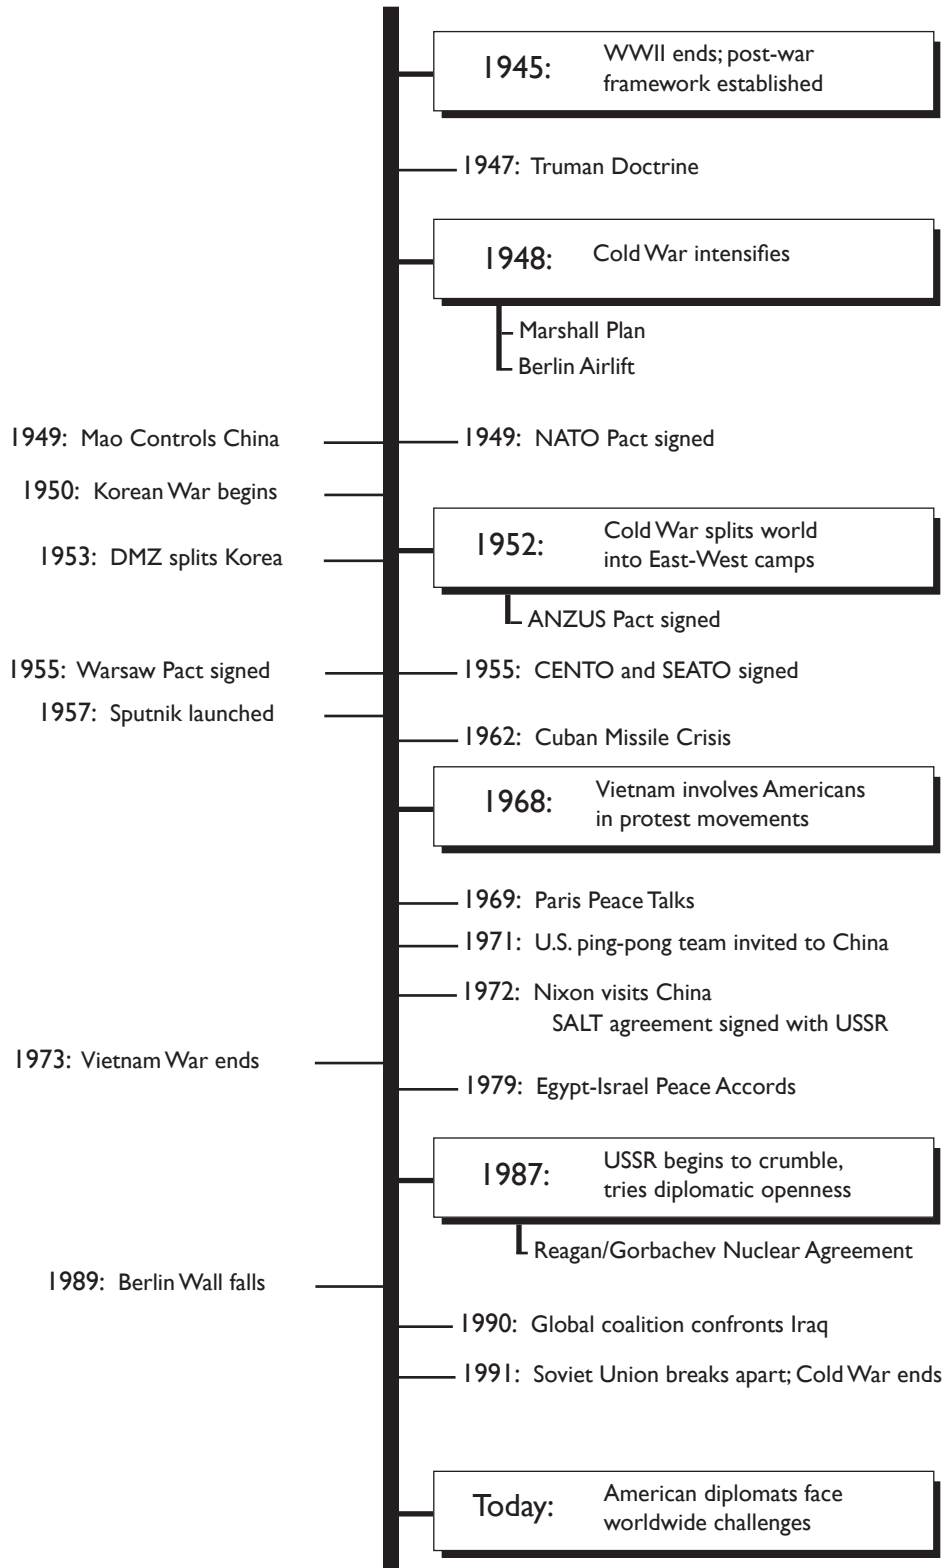 1945: WWII ends; post-war
framework established
1947: Truman Doctrine
1948: Cold War intensifies
Marshall Plan
Berlin Airlift
1949: Mao Controls China
1949: NATO Pact signed
1950: Korean War begins
1952: Cold War splits world
into East-West camps
1953: DMZ splits Korea
ANZUS Pact signed
1955: Warsaw Pact signed
1955: CENTO and SEATO signed
1957: Sputnik launched
1962: Cuban Missile Crisis
1968: Vietnam involves Americans
in protest movements
1969: Paris Peace Talks
1971: U.S. ping-pong team invited to China
1972: Nixon visits China
SALT agreement signed with USSR
1973: Vietnam War ends
1979: Egypt-Israel Peace Accords
1987: USSR begins to crumble,
tries diplomatic openness
Reagan/Gorbachev Nuclear Agreement
1989: Berlin Wall falls
1990: Global coalition confronts Iraq
1991: Soviet Union breaks apart; Cold War ends
Today: American diplomats face
worldwide challenges